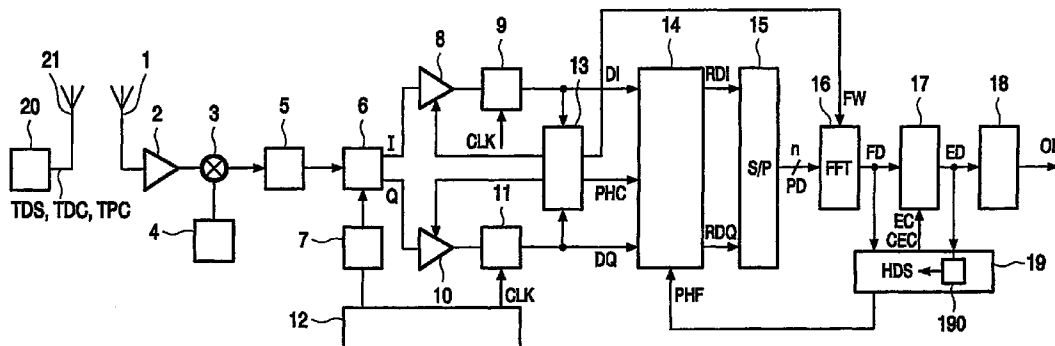 21
1
20
2
3
4
5
6
7
8
9
10
11
12
13
14
15
16
17
18
19
190
TDS, TDC, TPC
I
Q
CLK
CLK
DI
DQ
PHC
RDI
RDQ
S/P
n
PD
FFT
FW
FD
ED
EC
CEC
HDS
PHF